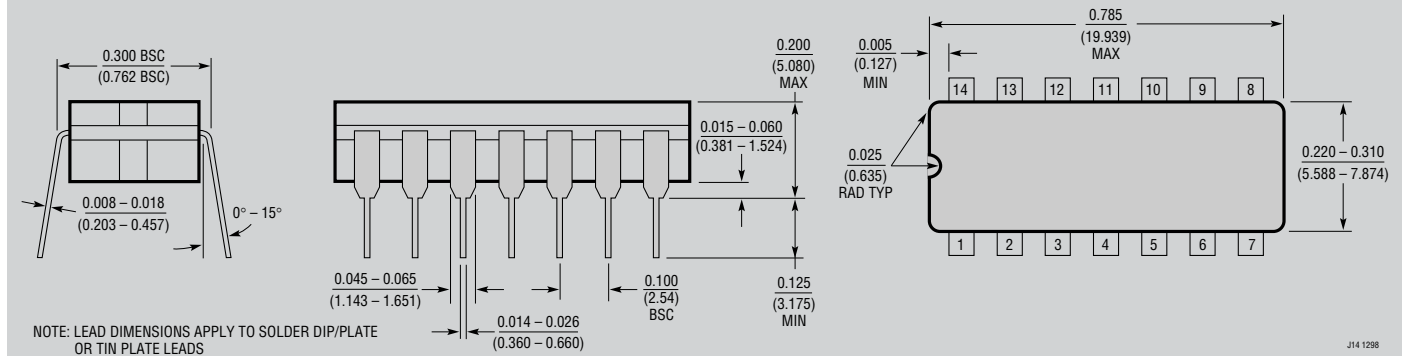 0.300 BSC
(0.762 BSC)
0.008 – 0.018
(0.203 – 0.457)
0° – 15°
0.200
(5.080)
MAX
0.015 – 0.060
(0.381 – 1.524)
0.045 – 0.065
(1.143 – 1.651)
0.014 – 0.026
(0.360 – 0.660)
0.100
(2.54)
BSC
0.125
(3.175)
MIN
0.785
(19.939)
MAX
0.005
(0.127)
MIN
14 13 12 11 10 9 8
0.025
(0.635)
RAD TYP
0.220 – 0.310
(5.588 – 7.874)
1 2 3 4 5 6 7
NOTE: LEAD DIMENSIONS APPLY TO SOLDER DIP/PLATE
OR TIN PLATE LEADS
J14 1298